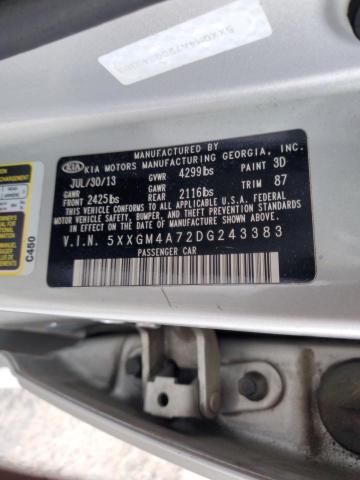 MANUFACTURED BY
KIA KIA MOTORS MANUFACTURING GEORGIA, INC.
JUL/30/13 GVWR 4299lbs PAINT 3D
GAWR FRONT 2425lbs GAWR REAR 2116lbs TRIM 87
THIS VEHICLE CONFORMS TO ALL APPLICABLE U.S. FEDERAL
MOTOR VEHICLE SAFETY, BUMPER, AND THEFT PREVENTION STANDARDS
IN EFFECT ON THE DATE OF MANUFACTURE SHOWN ABOVE.
V.I.N. 5XXGM4A72DG243383
PASSENGER CAR
C450